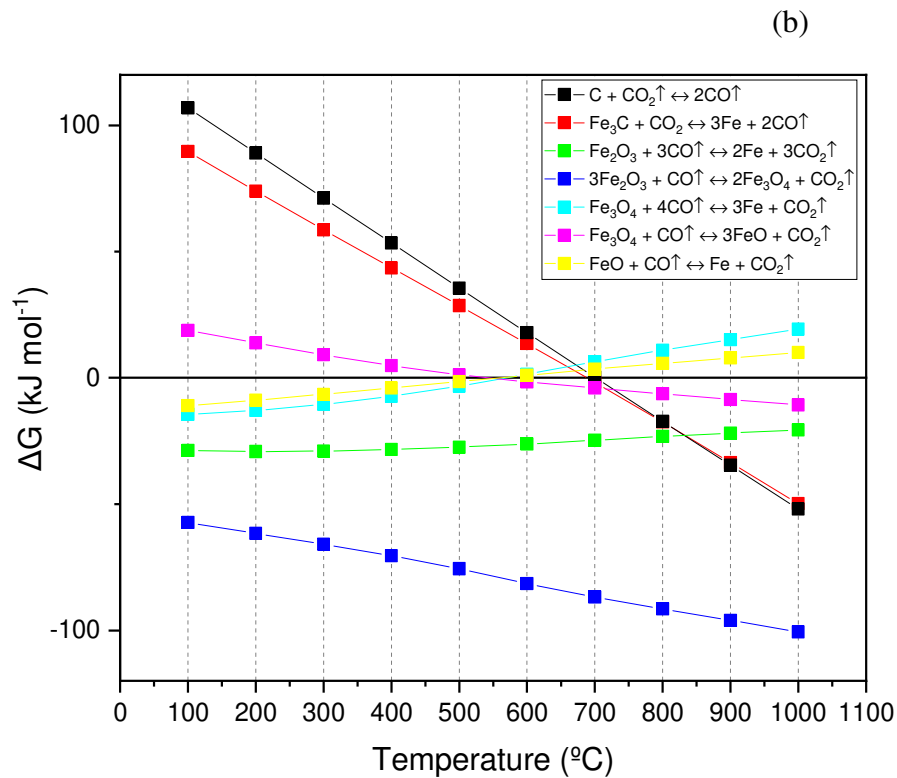 (b)
C + CO₂↑ ↔ 2CO↑
Fe₃C + CO₂ ↔ 3Fe + 2CO↑
Fe₂O₃ + 3CO↑ ↔ 2Fe + 3CO₂↑
3Fe₂O₃ + CO↑ ↔ 2Fe₃O₄ + CO₂↑
Fe₃O₄ + 4CO↑ ↔ 3Fe + CO₂↑
Fe₃O₄ + CO↑ ↔ 3FeO + CO₂↑
FeO + CO↑ ↔ Fe + CO₂↑
100
0
-100
ΔG (kJ mol⁻¹)
0 100 200 300 400 500 600 700 800 900 1000 1100
Temperature (ºC)